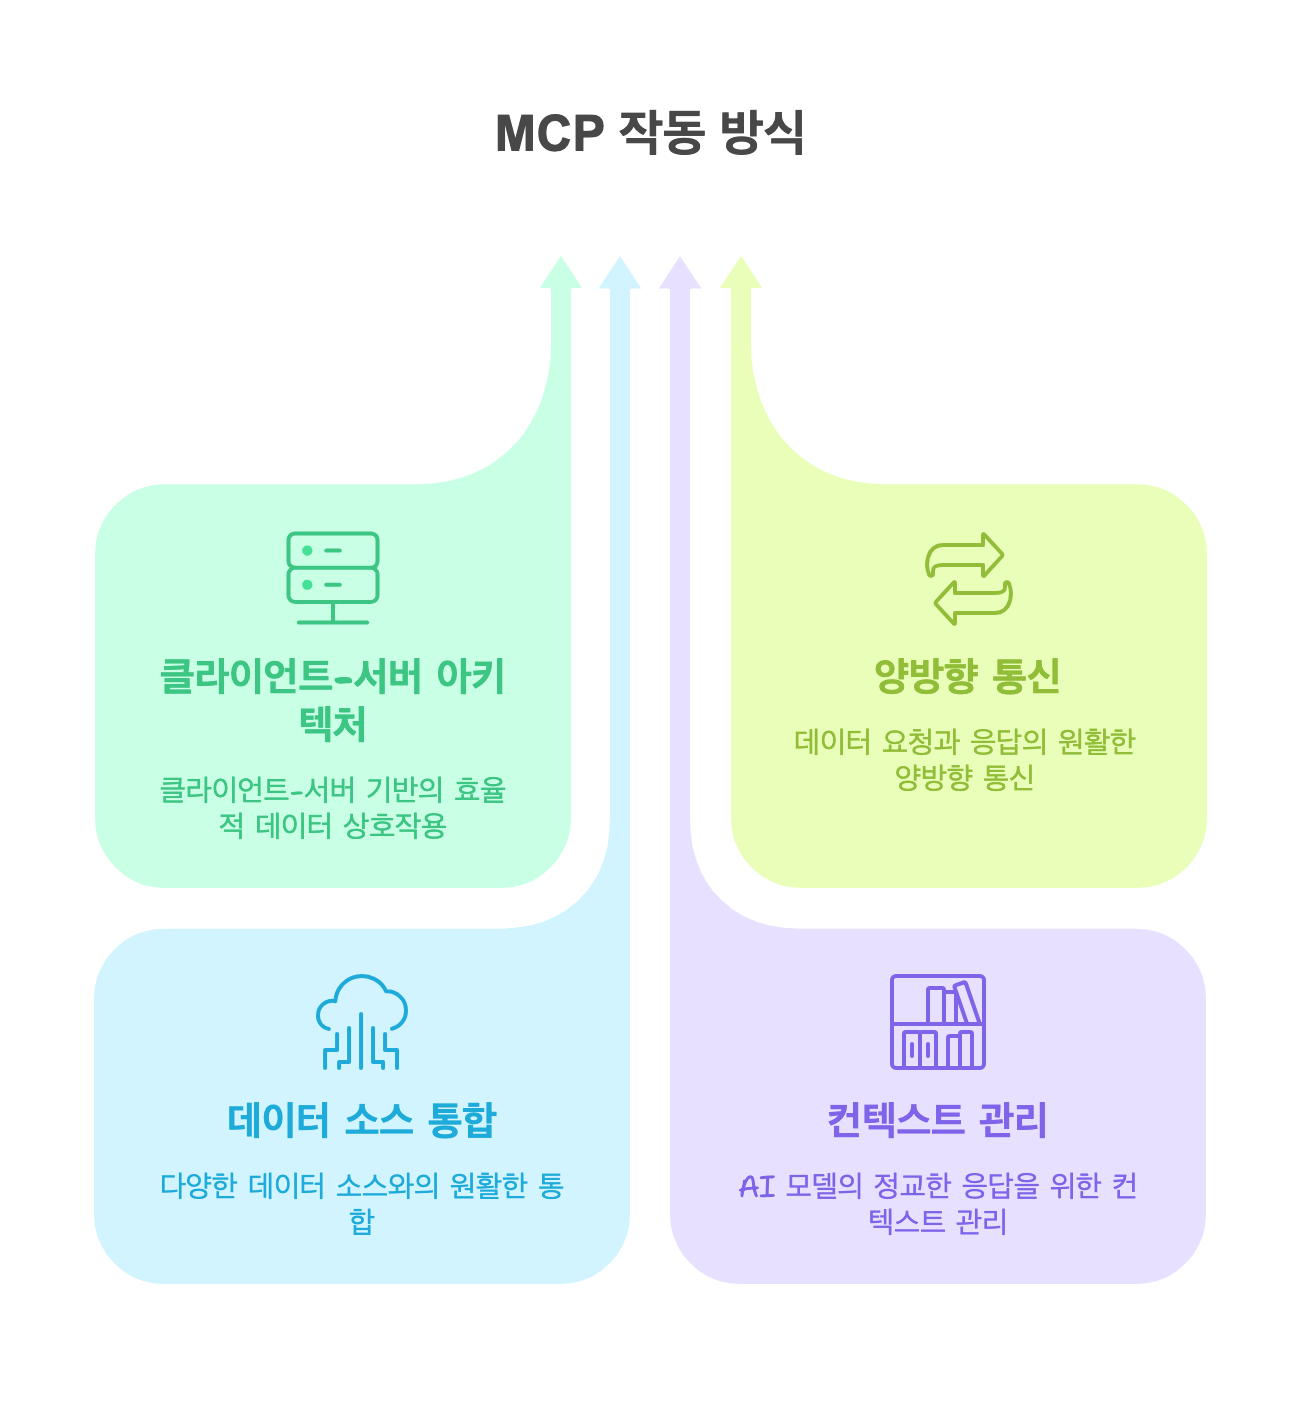 MCP 작동 방식
클라이언트-서버 아키
텍처
클라이언트-서버 기반의 효율
적 데이터 상호작용
양방향 통신
데이터 요청과 응답의 원활한
양방향 통신
데이터 소스 통합
다양한 데이터 소스와의 원활한 통
합
컨텍스트 관리
AI 모델의 정교한 응답을 위한 컨
텍스트 관리